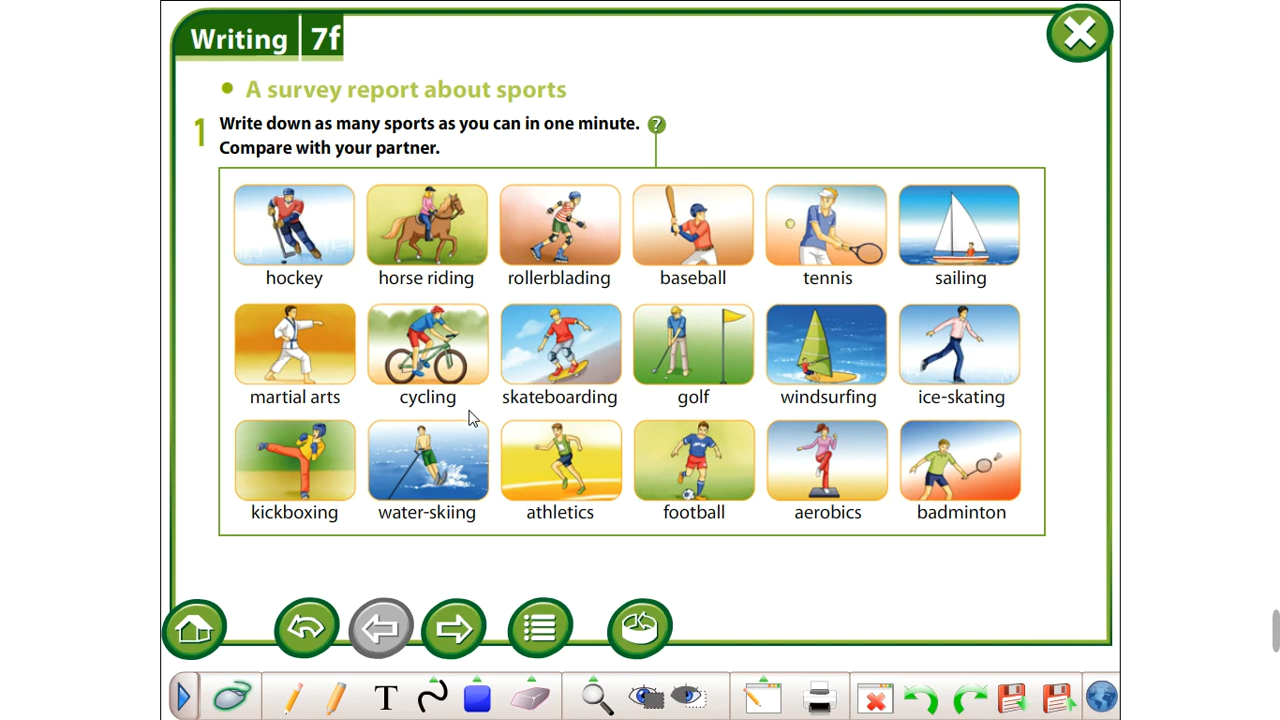 Writing 7f
• A survey report about sports
1 Write down as many sports as you can in one minute. ?
Compare with your partner.
hockey horse riding rollerblading baseball tennis sailing
martial arts cycling skateboarding golf windsurfing ice-skating
kickboxing water-skiing athletics football aerobics badminton
T